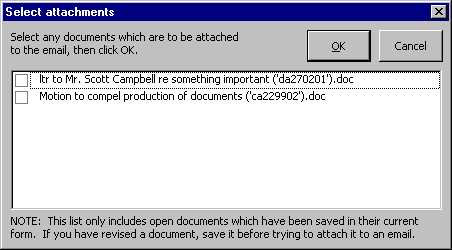 Select attachments
Select any documents which are to be attached
to the email, then click OK.
OK
Cancel
ltr to Mr. Scott Campbell re something important ('da270201').doc
Motion to compel production of documents ('ca229902').doc
NOTE:  This list only includes open documents which have been saved in their current
form.  If you have revised a document, save it before trying to attach it to an email.